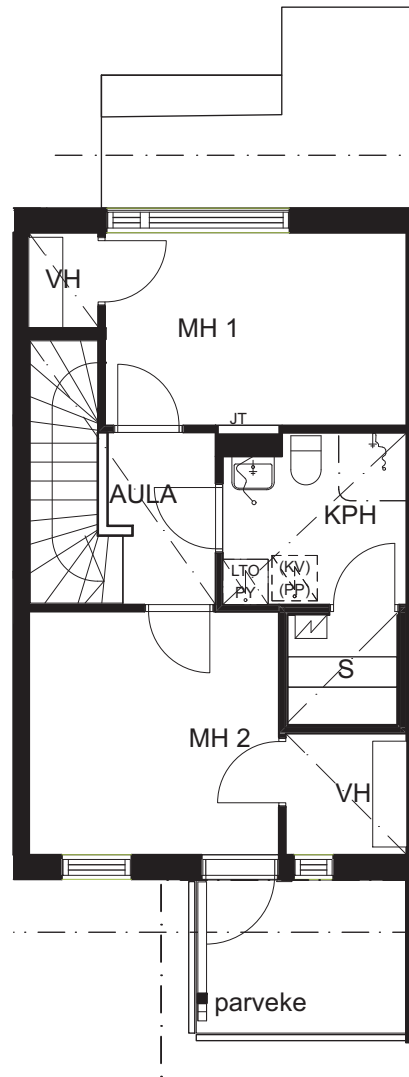 VH
MH 1
JT
AULA
KPH
LTO
PY
(KV)
(PP)
S
MH 2
VH
parveke